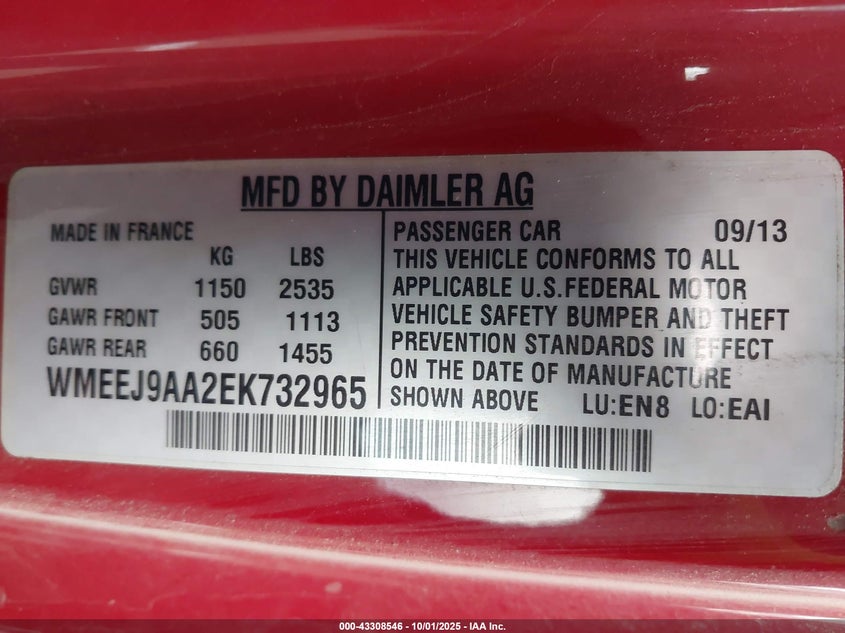 MFD BY DAIMLER AG
MADE IN FRANCE
KG LBS
GVWR 1150 2535
GAWR FRONT 505 1113
GAWR REAR 660 1455
WMEEJ9AA2EK732965
PASSENGER CAR 09/13
THIS VEHICLE CONFORMS TO ALL
APPLICABLE U.S.FEDERAL MOTOR
VEHICLE SAFETY BUMPER AND THEFT
PREVENTION STANDARDS IN EFFECT
ON THE DATE OF MANUFACTURE
SHOWN ABOVE LU:EN8 LO:EAI
000-43308546 - 10/01/2025 - IAA Inc.